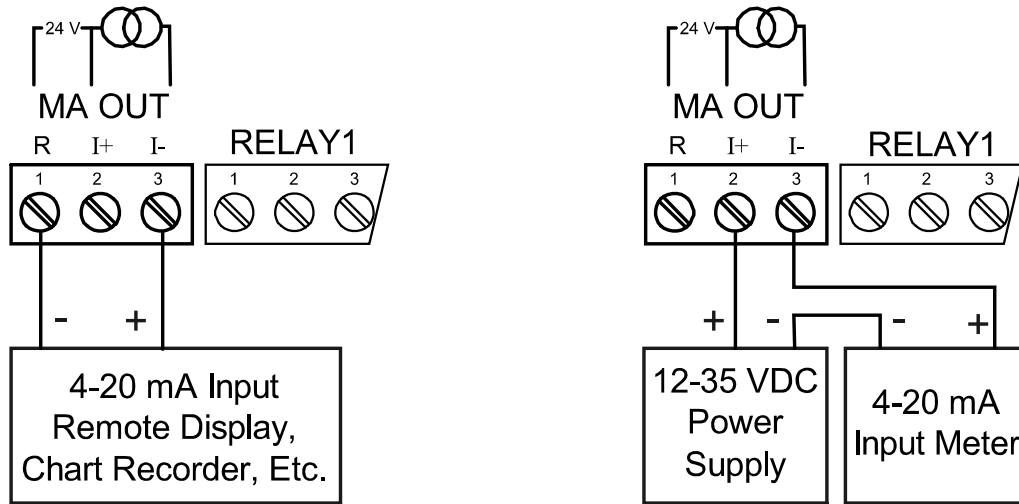 24 V
MA OUT
R I+ I-
RELAY1
1 2 3
1 2 3
- +
4-20 mA Input
Remote Display,
Chart Recorder, Etc.
24 V
MA OUT
R I+ I-
RELAY1
1 2 3
1 2 3
+ - - +
12-35 VDC
Power
Supply
4-20 mA
Input Meter